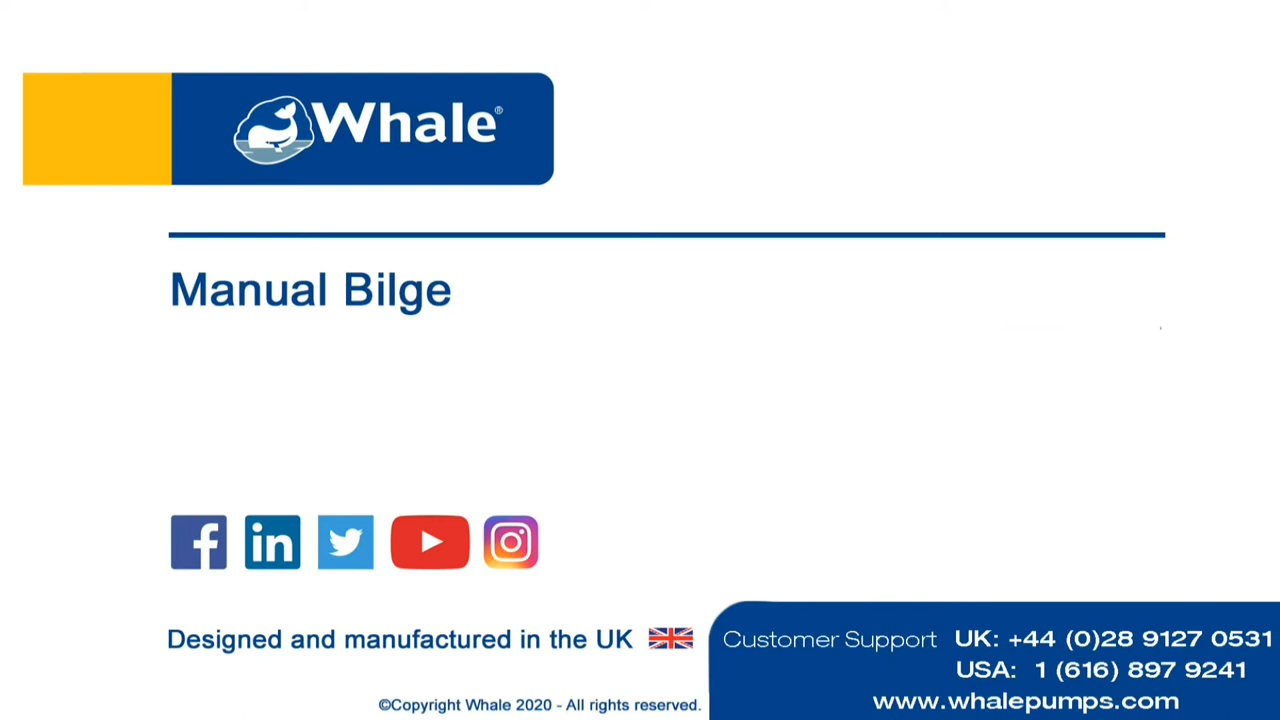 Whale®
Manual Bilge
Designed and manufactured in the UK
Customer Support UK: +44 (0)28 9127 0531
USA: 1 (616) 897 9241
www.whalepumps.com
©Copyright Whale 2020 - All rights reserved.